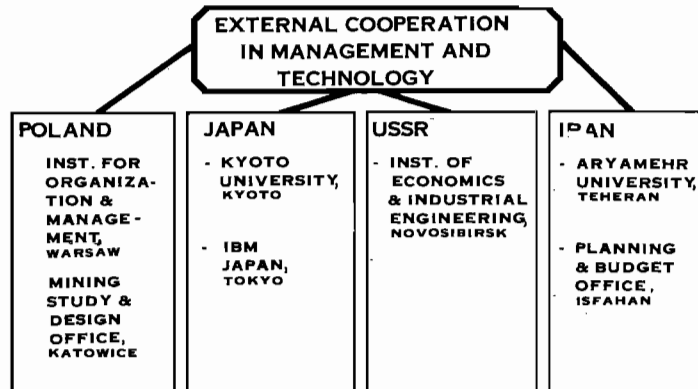 EXTERNAL COOPERATION
IN MANAGEMENT AND
TECHNOLOGY
POLAND
INST. FOR
ORGANIZA-
TION &
MANAGE-
MENT,
WARSAW
MINING
STUDY &
DESIGN
OFFICE,
KATOWICE
JAPAN
- KYOTO
UNIVERSITY,
KYOTO
- IBM
JAPAN,
TOKYO
USSR
- INST. OF
ECONOMICS
& INDUSTRIAL
ENGINEERING,
NOVOSIBIRSK
IRAN
- ARYAMEHR
UNIVERSITY,
TEHERAN
- PLANNING
& BUDGET
OFFICE,
ISFAHAN